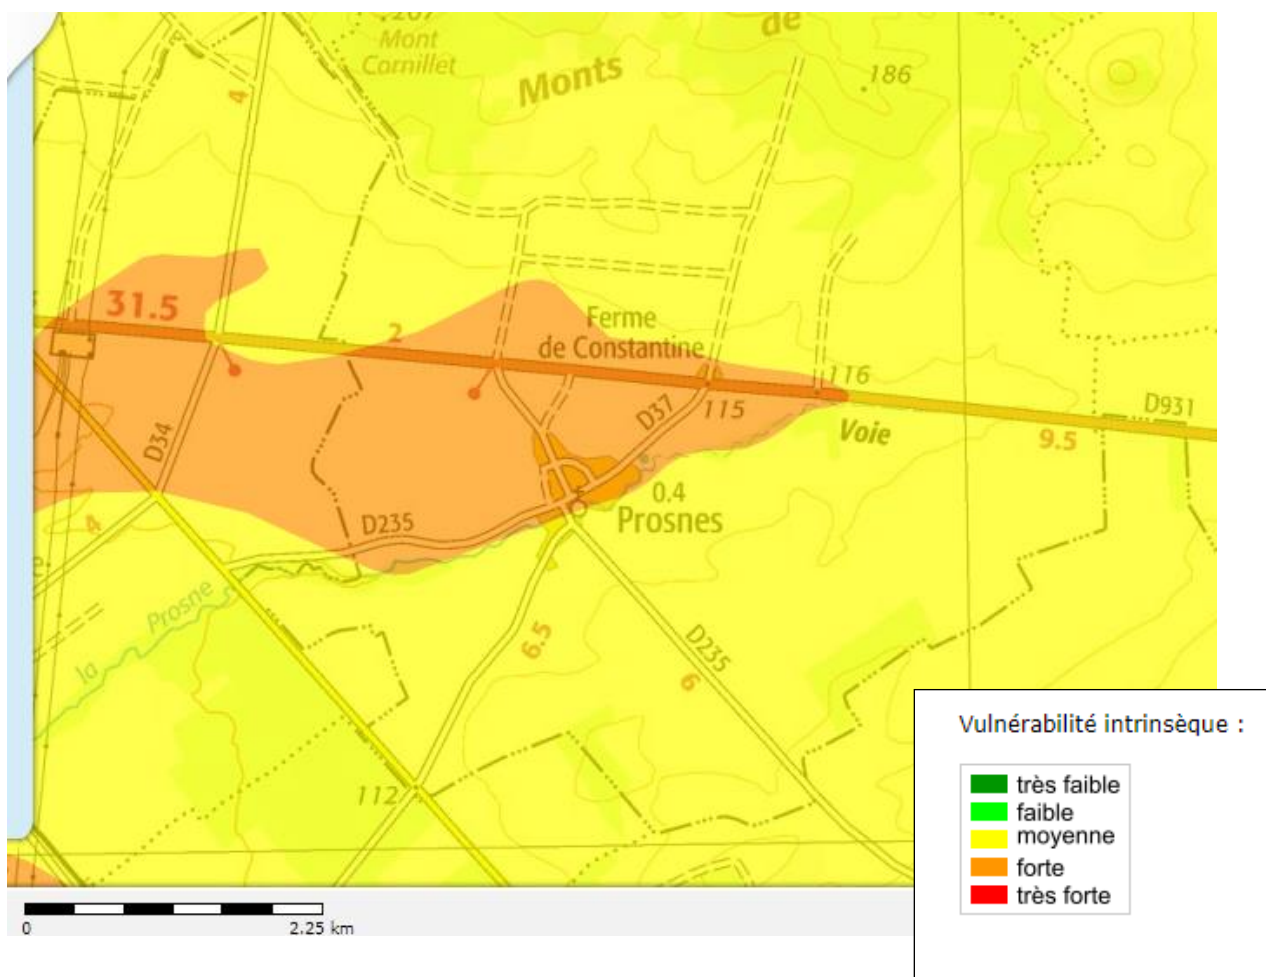 207
Mont
Cornillet
Monts
de
186
4
31.5
2
Ferme
de Constantine
116
115
D37
Voie
D931
9.5
D34
0.4
Prosnes
D235
4
la Prosne
6.5
D235
6
112
Vulnérabilité intrinsèque :
très faible
faible
moyenne
forte
très forte
0
2.25 km